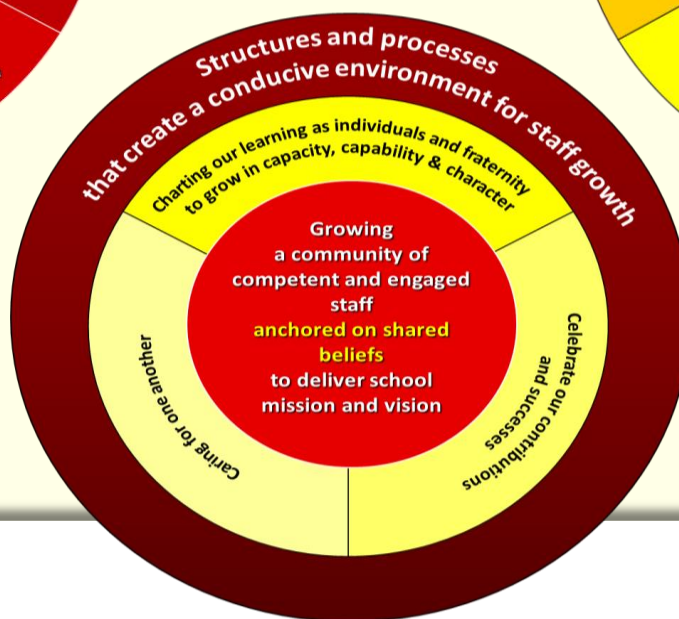 Structures and processes
that create a conducive environment for staff growth
Charting our learning as individuals and fraternity
to grow in capacity, capability & character
Growing
a community of
competent and engaged
staff
anchored on shared
beliefs
to deliver school
mission and vision
Caring for one another
Celebrate our contributions
and successes